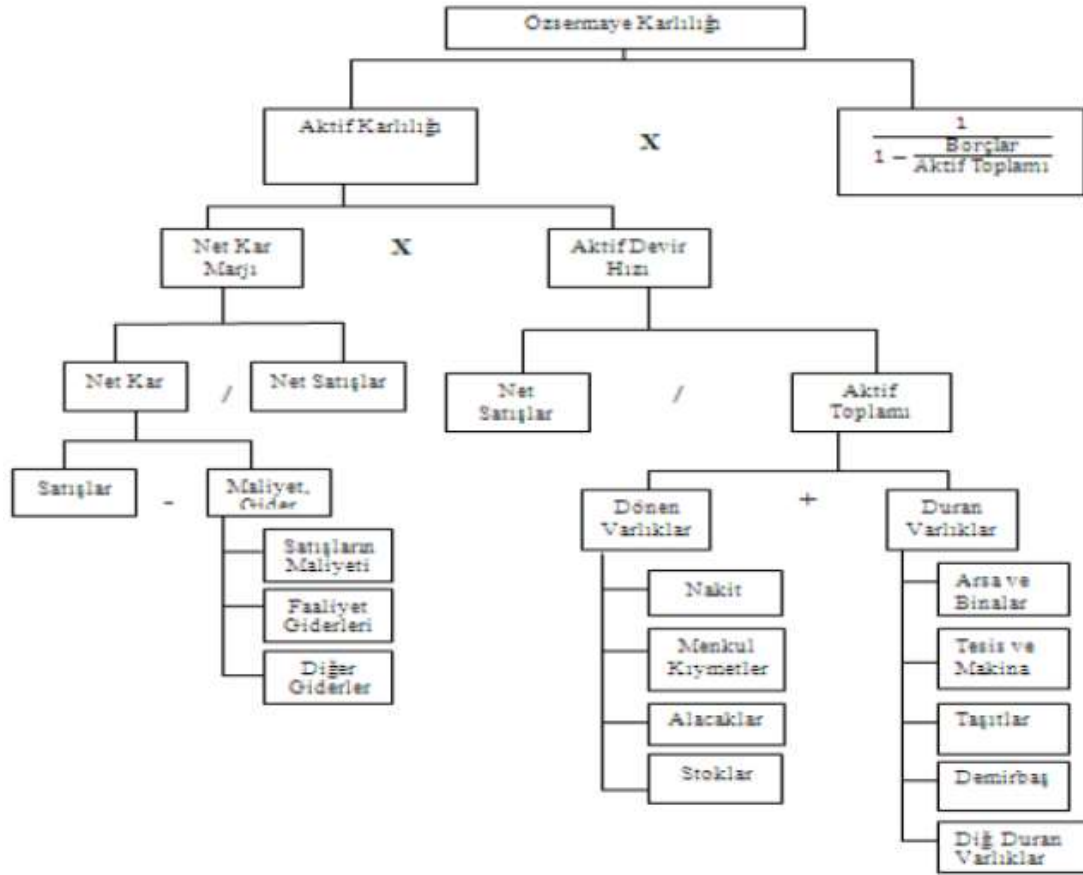 Özsermaye Karlılığı
Aktif Karlılığı
X
1
1 − Borçlar
Aktif Toplamı
Net Kar
Marjı
X
Aktif Devir
Hızı
Net Kar
/
Net Satışlar
Net
Satışlar
/
Aktif
Toplamı
Satışlar
-
Maliyet,
Gider
Dönen
Varlıklar
+
Duran
Varlıklar
Satışların
Maliyeti
Faaliyet
Giderleri
Diğer
Giderler
Nakit
Menkul
Kıymetler
Alacaklar
Stoklar
Arsa ve
Binalar
Tesis ve
Makina
Taşıtlar
Demirbaş
Diğ Duran
Varlıklar